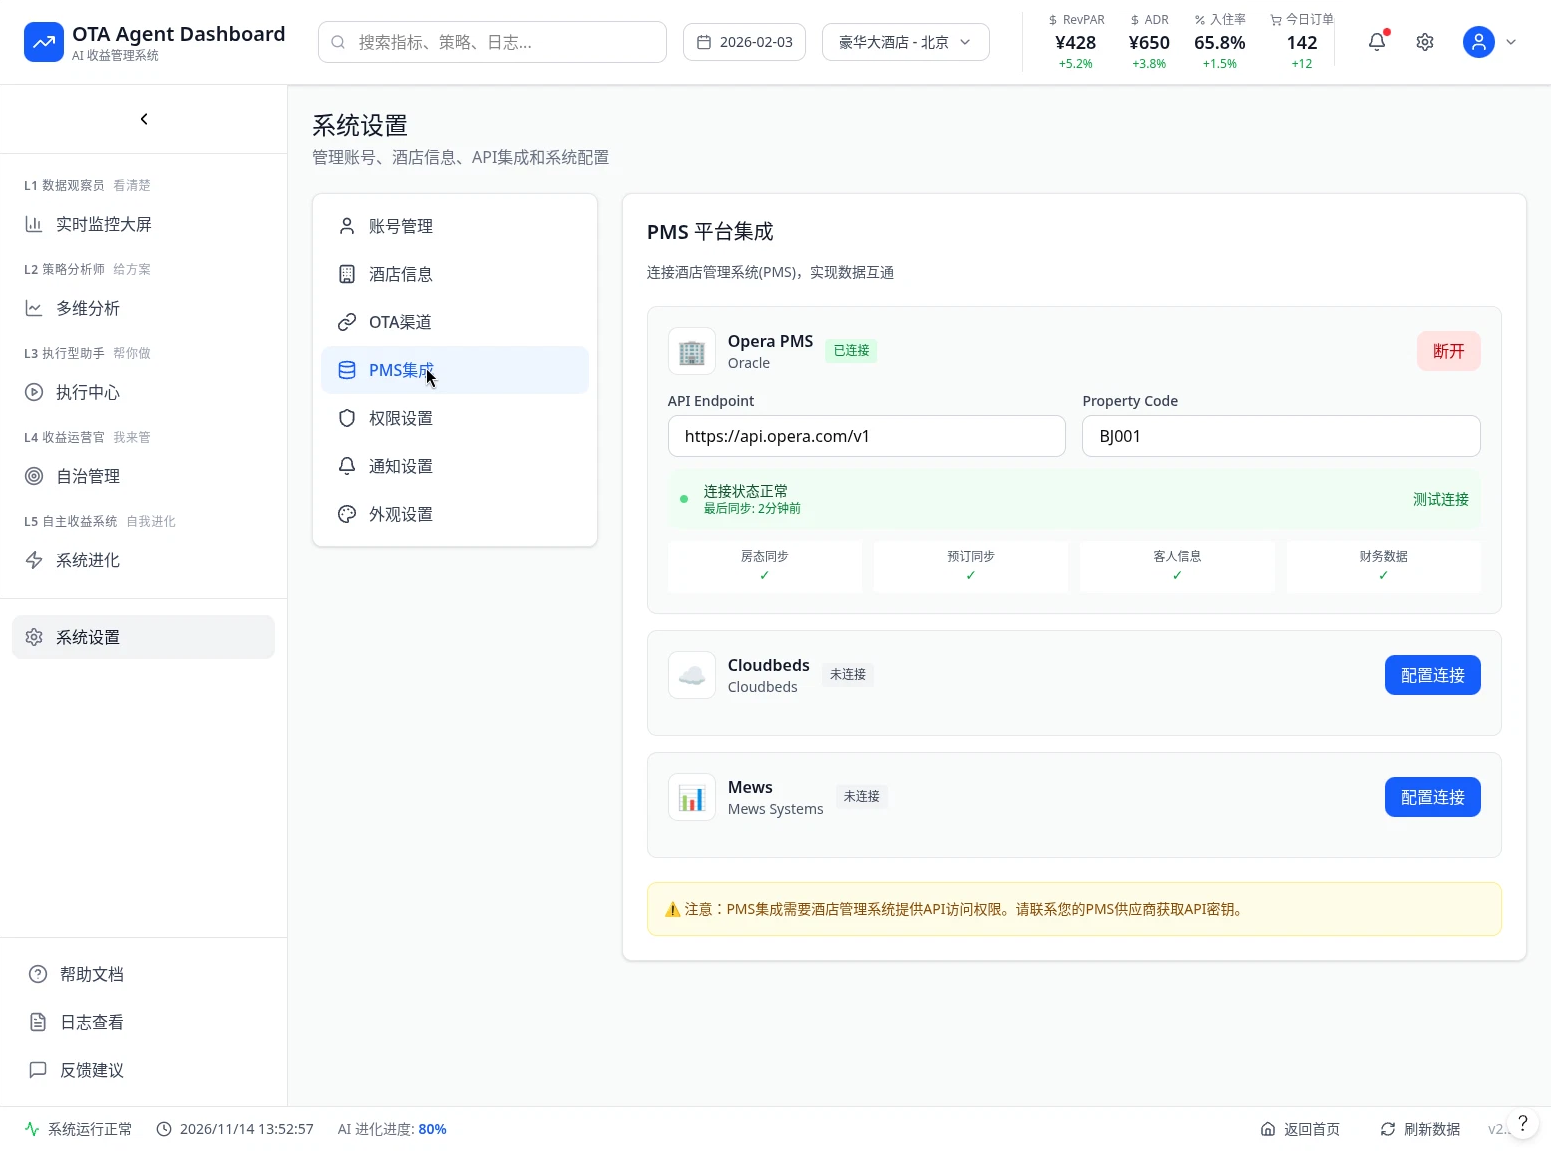 OTA Agent Dashboard
AI 收益管理系统
搜索指标、策略、日志...
2026-02-03
豪华大酒店 - 北京
RevPAR
¥428
+5.2%
ADR
¥650
+3.8%
入住率
65.8%
+1.5%
今日订单
142
+12
L1 数据观察员 看清楚
实时监控大屏
L2 策略分析师 给方案
多维分析
L3 执行型助手 帮你做
执行中心
L4 收益运营官 我来管
自治管理
L5 自主收益系统 自我进化
系统进化
系统设置
帮助文档
日志查看
反馈建议
系统设置
管理账号、酒店信息、API集成和系统配置
账号管理
酒店信息
OTA渠道
PMS集成
权限设置
通知设置
外观设置
PMS 平台集成
连接酒店管理系统(PMS)，实现数据互通
Opera PMS
Oracle
已连接
断开
API Endpoint
https://api.opera.com/v1
Property Code
BJ001
连接状态正常
最后同步: 2分钟前
测试连接
房态同步
✓
预订同步
✓
客人信息
✓
财务数据
✓
Cloudbeds
Cloudbeds
未连接
配置连接
Mews
Mews Systems
未连接
配置连接
⚠️ 注意：PMS集成需要酒店管理系统提供API访问权限。请联系您的PMS供应商获取API密钥。
系统运行正常
2026/11/14 13:52:57
AI 进化进度: 80%
返回首页
刷新数据
?